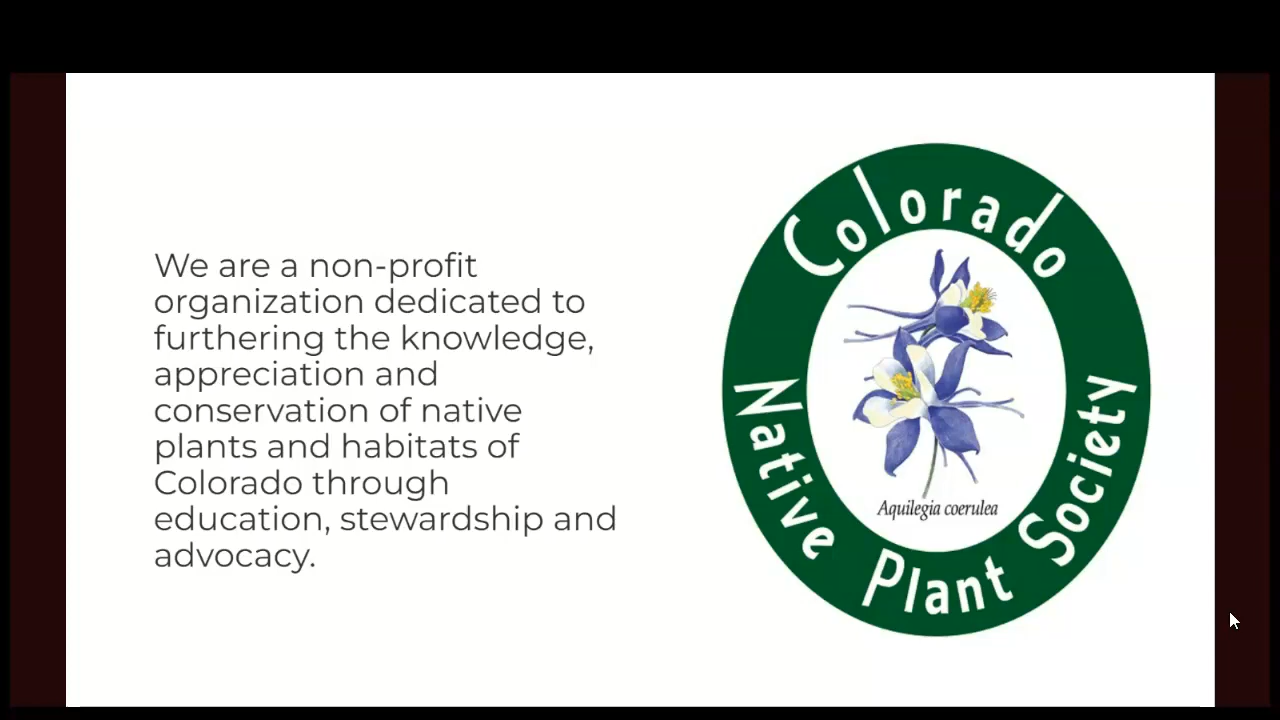 We are a non-profit
organization dedicated to
furthering the knowledge,
appreciation and
conservation of native
plants and habitats of
Colorado through
education, stewardship and
advocacy.
Colorado
Native Plant Society
Aquilegia coerulea